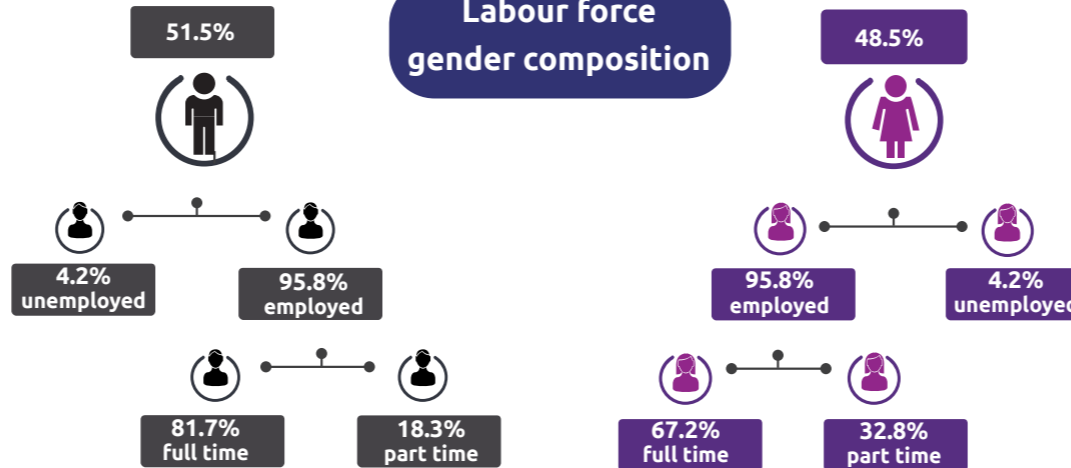 Labour force
gender composition
51.5%
48.5%
4.2%
unemployed
95.8%
employed
95.8%
employed
4.2%
unemployed
81.7%
full time
18.3%
part time
67.2%
full time
32.8%
part time